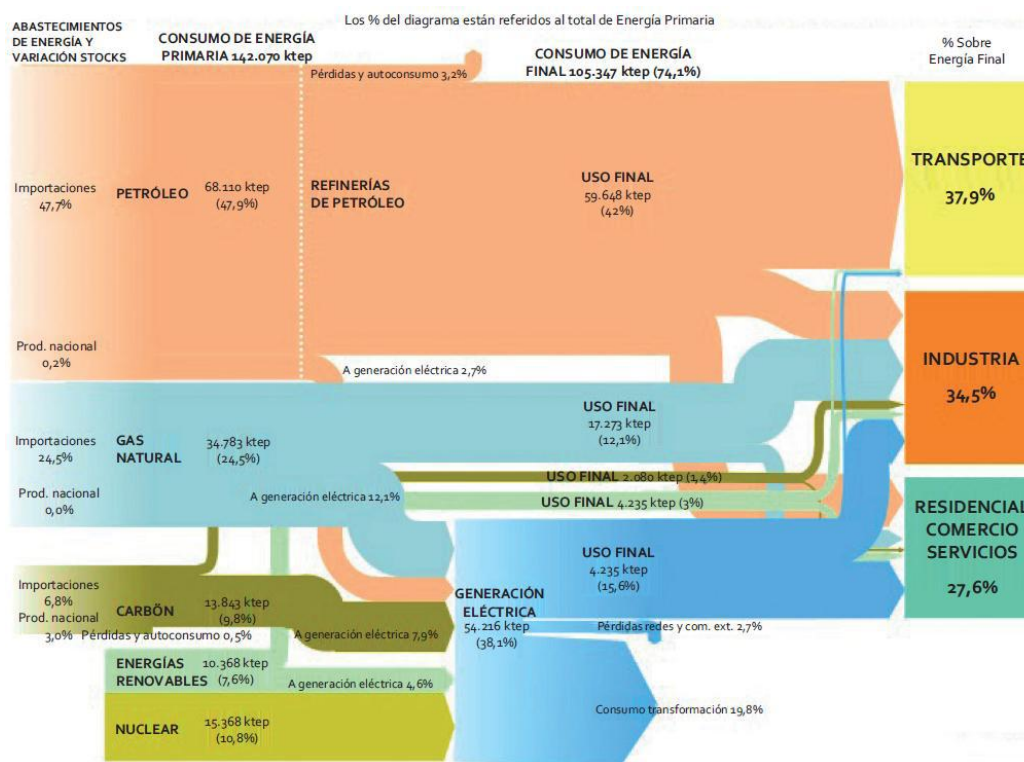 Los % del diagrama están referidos al total de Energía Primaria
ABASTECIMIENTOS
DE ENERGÍA Y
VARIACIÓN STOCKS
CONSUMO DE ENERGÍA
PRIMARIA 142.070 ktep
Pérdidas y autoconsumo 3,2%
CONSUMO DE ENERGÍA
FINAL 105.347 ktep (74,1%)
% Sobre
Energía Final
Importaciones
47,7%
PETRÓLEO
68.110 ktep
(47,9%)
REFINERÍAS
DE PETRÓLEO
USO FINAL
59.648 ktep
(42%)
TRANSPORTE
37,9%
Prod. nacional
0,2%
A generación eléctrica 2,7%
INDUSTRIA
34,5%
Importaciones
24,5%
GAS
NATURAL
34.783 ktep
(24,5%)
USO FINAL
17.273 ktep
(12,1%)
Prod. nacional
0,0%
A generación eléctrica 12,1%
USO FINAL 2.080 ktep (1,4%)
USO FINAL 4.235 ktep (3%)
RESIDENCIAL
COMERCIO
SERVICIOS
27,6%
USO FINAL
4.235 ktep
(15,6%)
Importaciones
6,8%
Prod. nacional
3,0%
CARBÖN
13.843 ktep
(9,8%)
Pérdidas y autoconsumo 0,5%
A generación eléctrica 7,9%
GENERACIÓN
ELÉCTRICA
54.216 ktep
(38,1%)
Pérdidas redes y com. ext. 2,7%
ENERGÍAS
RENOVABLES
10.368 ktep
(7,6%)
A generación eléctrica 4,6%
NUCLEAR
15.368 ktep
(10,8%)
Consumo transformación 19,8%